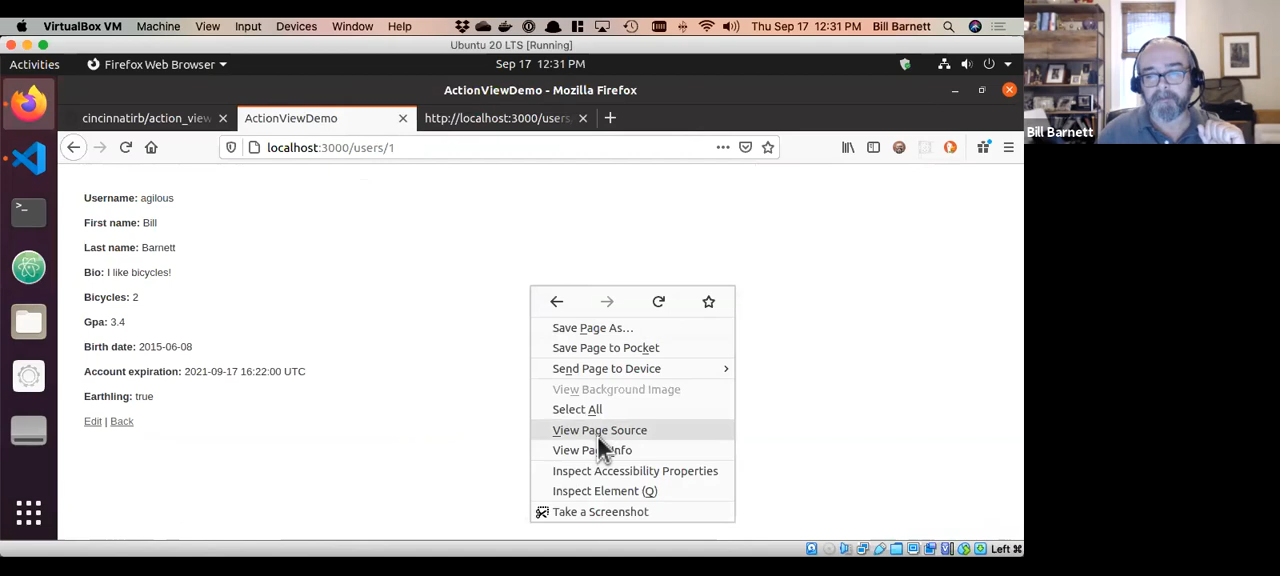 VirtualBox VM Machine View Input Devices Window Help Thu Sep 17 12:31 PM Bill Barnett
Ubuntu 20 LTS [Running]
Activities Firefox Web Browser Sep 17 12:31 PM
ActionViewDemo - Mozilla Firefox
cincinnatirb/action_view ActionViewDemo http://localhost:3000/users,
localhost:3000/users/1
Bill Barnett
Username: agilous
First name: Bill
Last name: Barnett
Bio: I like bicycles!
Bicycles: 2
Gpa: 3.4
Birth date: 2015-06-08
Account expiration: 2021-09-17 16:22:00 UTC
Earthling: true
Edit | Back
Save Page As...
Save Page to Pocket
Send Page to Device
View Background Image
Select All
View Page Source
View Page Info
Inspect Accessibility Properties
Inspect Element (Q)
Take a Screenshot
Left ⌘